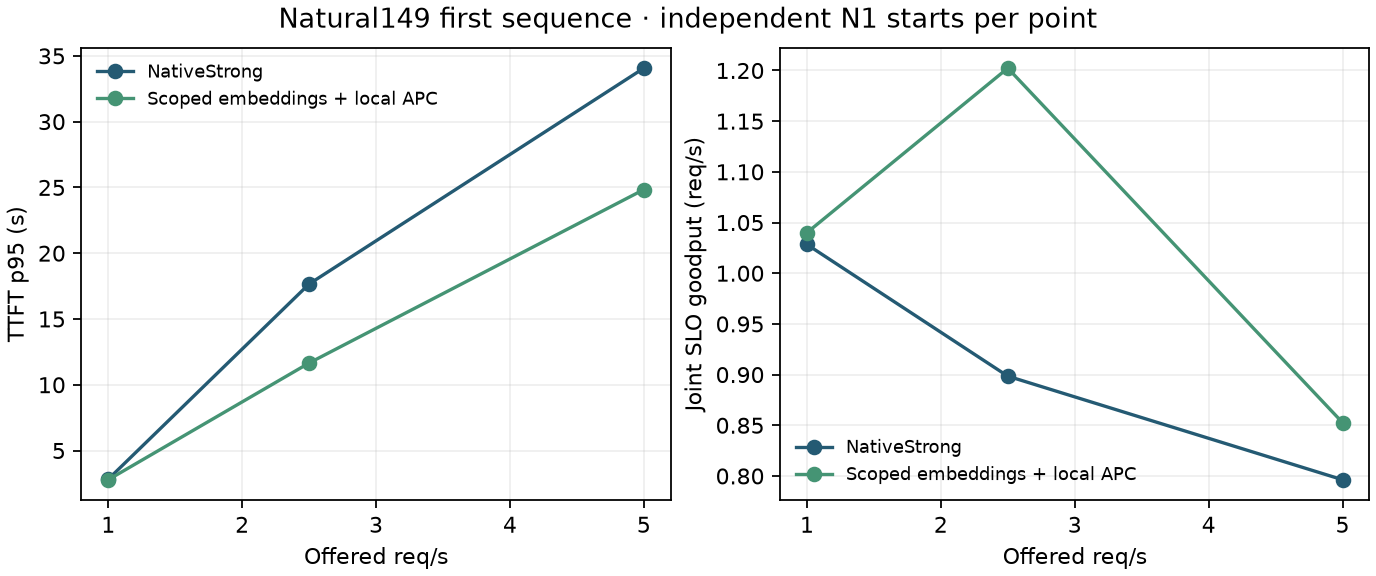 Natural149 first sequence · independent N1 starts per point
35
30
25
20
15
10
5
TTFT p95 (s)
NativeStrong
Scoped embeddings + local APC
1 2 3 4 5
Offered req/s
1.20
1.15
1.10
1.05
1.00
0.95
0.90
0.85
0.80
Joint SLO goodput (req/s)
NativeStrong
Scoped embeddings + local APC
1 2 3 4 5
Offered req/s